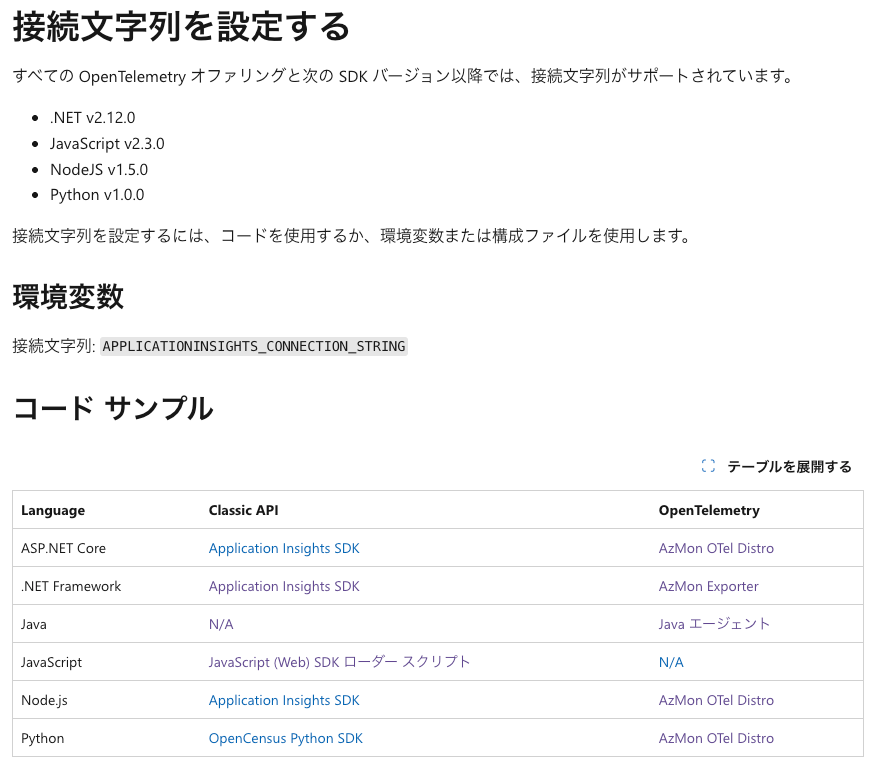 接続文字列を設定する
すべての OpenTelemetry オファリングと次の SDK バージョン以降では、接続文字列がサポートされています。
• .NET v2.12.0
• JavaScript v2.3.0
• NodeJS v1.5.0
• Python v1.0.0
接続文字列を設定するには、コードを使用するか、環境変数または構成ファイルを使用します。
環境変数
接続文字列: APPLICATIONINSIGHTS_CONNECTION_STRING
コード サンプル
テーブルを展開する
Language Classic API OpenTelemetry
ASP.NET Core Application Insights SDK AzMon OTel Distro
.NET Framework Application Insights SDK AzMon Exporter
Java N/A Java エージェント
JavaScript JavaScript (Web) SDK ローダー スクリプト N/A
Node.js Application Insights SDK AzMon OTel Distro
Python OpenCensus Python SDK AzMon OTel Distro